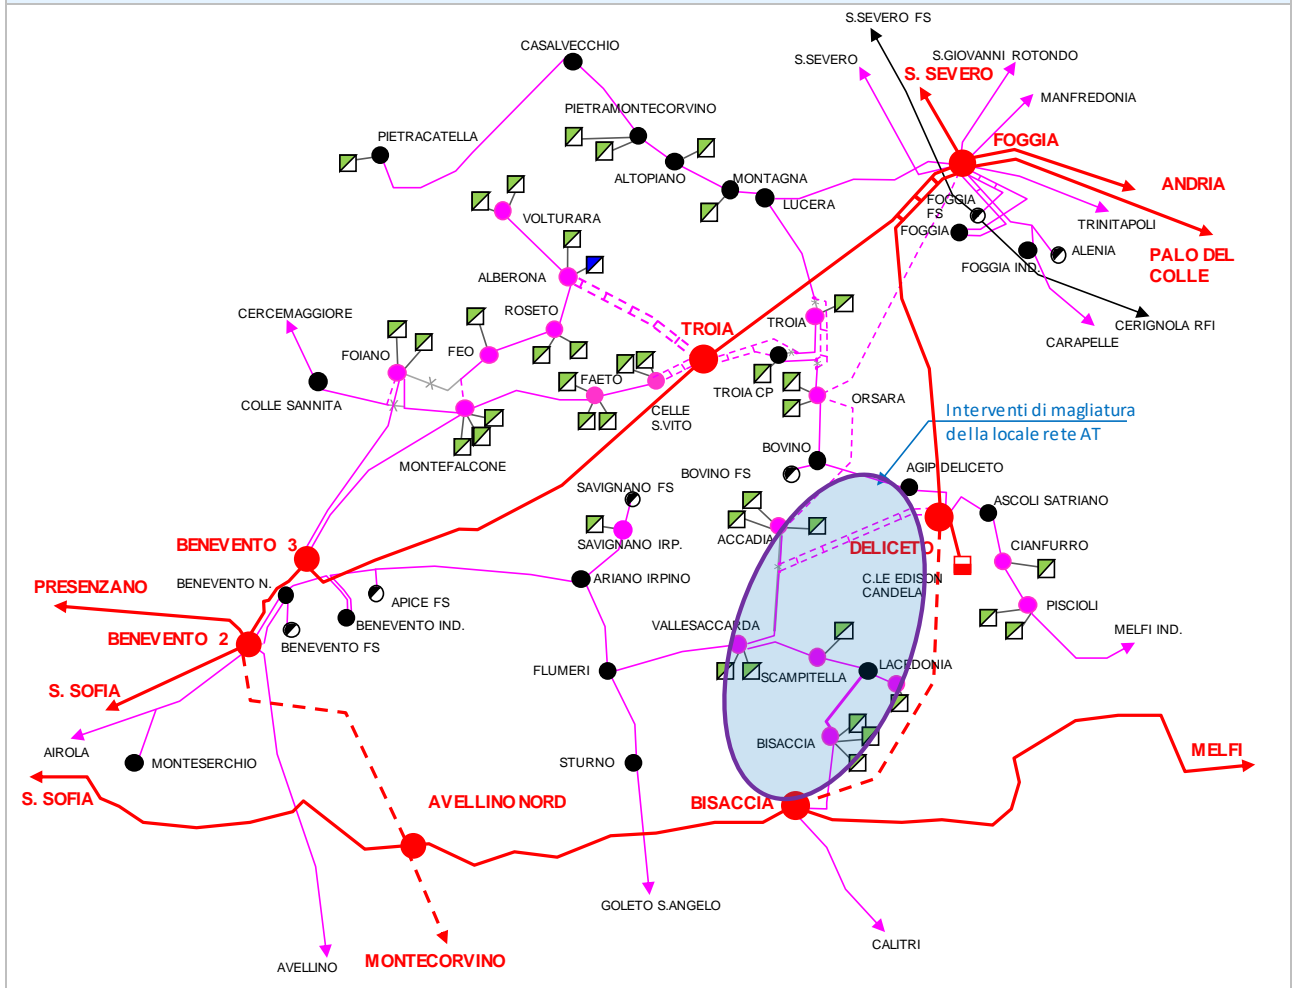 S.SEVERO FS
CASALVECCHIO
S.SEVERO
S.GIOVANNI ROTONDO
S. SEVERO
MANFREDONIA
PIETRAMONTECORVINO
PIETRACATELLA
FOGGIA
ALTOPIANO
MONTAGNA
LUCERA
ANDRIA
FOGGIA
FS
FOGGIA
VOLTURARA
TRINITAPOLI
ALENIA
FOGGIA IND.
PALO DEL
COLLE
ALBERONA
CERCEMAGGIORE
ROSETO
TROIA
TROIA
CERIGNOLA RFI
CARAPELLE
FOIANO
FEO
FAETO
TROIA CP
COLLE SANNITA
CELLE
S.VITO
ORSARA
Interventi di magliatura
della locale rete AT
BOVINO
MONTEFALCONE
BOVINO FS
AGIP DELICETO
SAVIGNANO FS
ASCOLI SATRIANO
ACCADIA
BENEVENTO 3
SAVIGNANO IRP.
DELICETO
CIANFURRO
PRESENZANO
BENEVENTO N.
ARIANO IRPINO
C.LE EDISON
CANDELA
APICE FS
PISCIOLI
BENEVENTO IND.
VALLESACCARDA
MELFI IND.
BENEVENTO 2
BENEVENTO FS
FLUMERI
LACEDONIA
SCAMPITELLA
S. SOFIA
AIROLA
BISACCIA
MONTESERCHIO
STURNO
MELFI
S. SOFIA
AVELLINO NORD
BISACCIA
GOLETO S.ANGELO
CALITRI
AVELLINO
MONTECORVINO